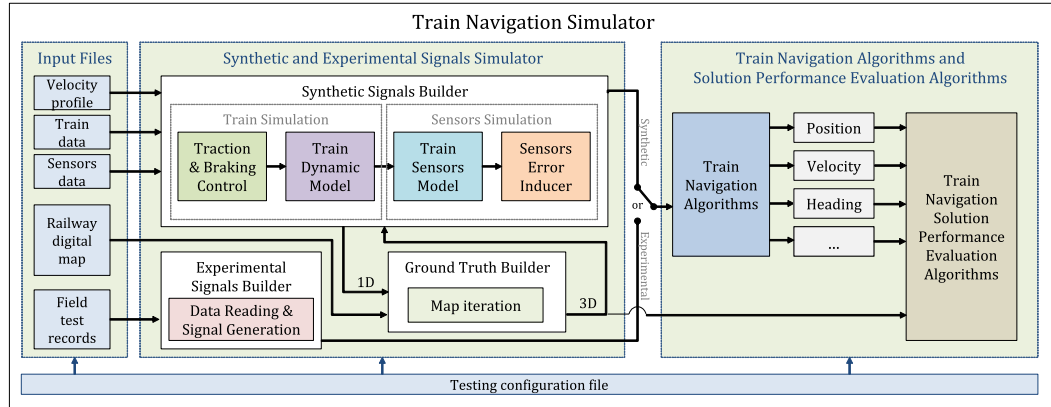 Train Navigation Simulator
Input Files
Velocity
profile
Train
data
Sensors
data
Railway
digital
map
Field
test
records
Synthetic and Experimental Signals Simulator
Synthetic Signals Builder
Train Simulation
Traction
& Braking
Control
Train
Dynamic
Model
Sensors Simulation
Train
Sensors
Model
Sensors
Error
Inducer
Experimental
Signals Builder
Data Reading &
Signal Generation
1D
Ground Truth Builder
Map iteration
3D
Synthetic
or
Experimental
Train Navigation Algorithms and
Solution Performance Evaluation Algorithms
Train
Navigation
Algorithms
Position
Velocity
Heading
...
Train
Navigation
Solution
Performance
Evaluation
Algorithms
Testing configuration file